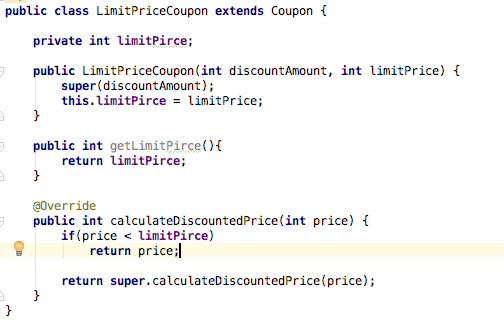 public class LimitPriceCoupon extends Coupon {
private int limitPirce;
public LimitPriceCoupon(int discountAmount, int limitPrice) {
super(discountAmount);
this.limitPirce = limitPrice;
}
public int getLimitPirce(){
return limitPirce;
}
@Override
public int calculateDiscountedPrice(int price) {
if(price < limitPirce)
return price;
return super.calculateDiscountedPrice(price);
}
}